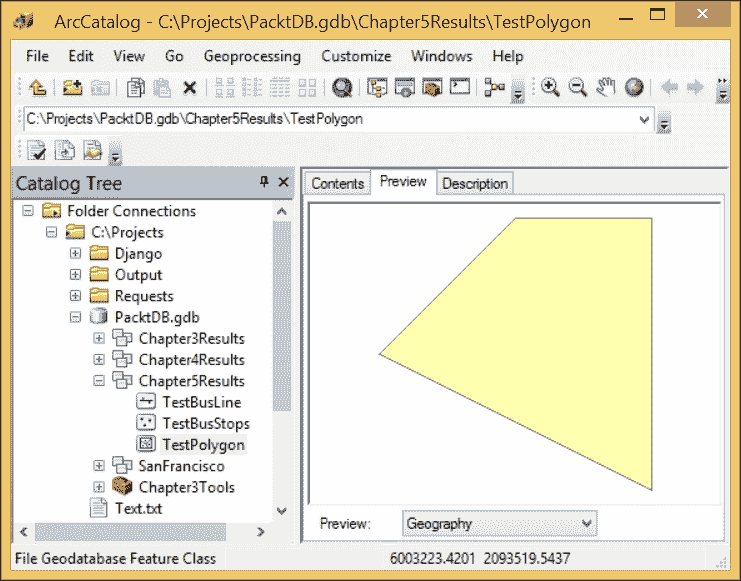 ArcCatalog - C:\Projects\PacktDB.gdb\Chapter5Results\TestPolygon
File Edit View Go Geoprocessing Customize Windows Help
C:\Projects\PacktDB.gdb\Chapter5Results\TestPolygon
Catalog Tree
Folder Connections
C:\Projects
Django
Output
Requests
PacktDB.gdb
Chapter3Results
Chapter4Results
Chapter5Results
TestBusLine
TestBusStops
TestPolygon
SanFrancisco
Chapter3Tools
Text.txt
Contents Preview Description
Preview: Geography
File Geodatabase Feature Class 6003223.4201 2093519.5437